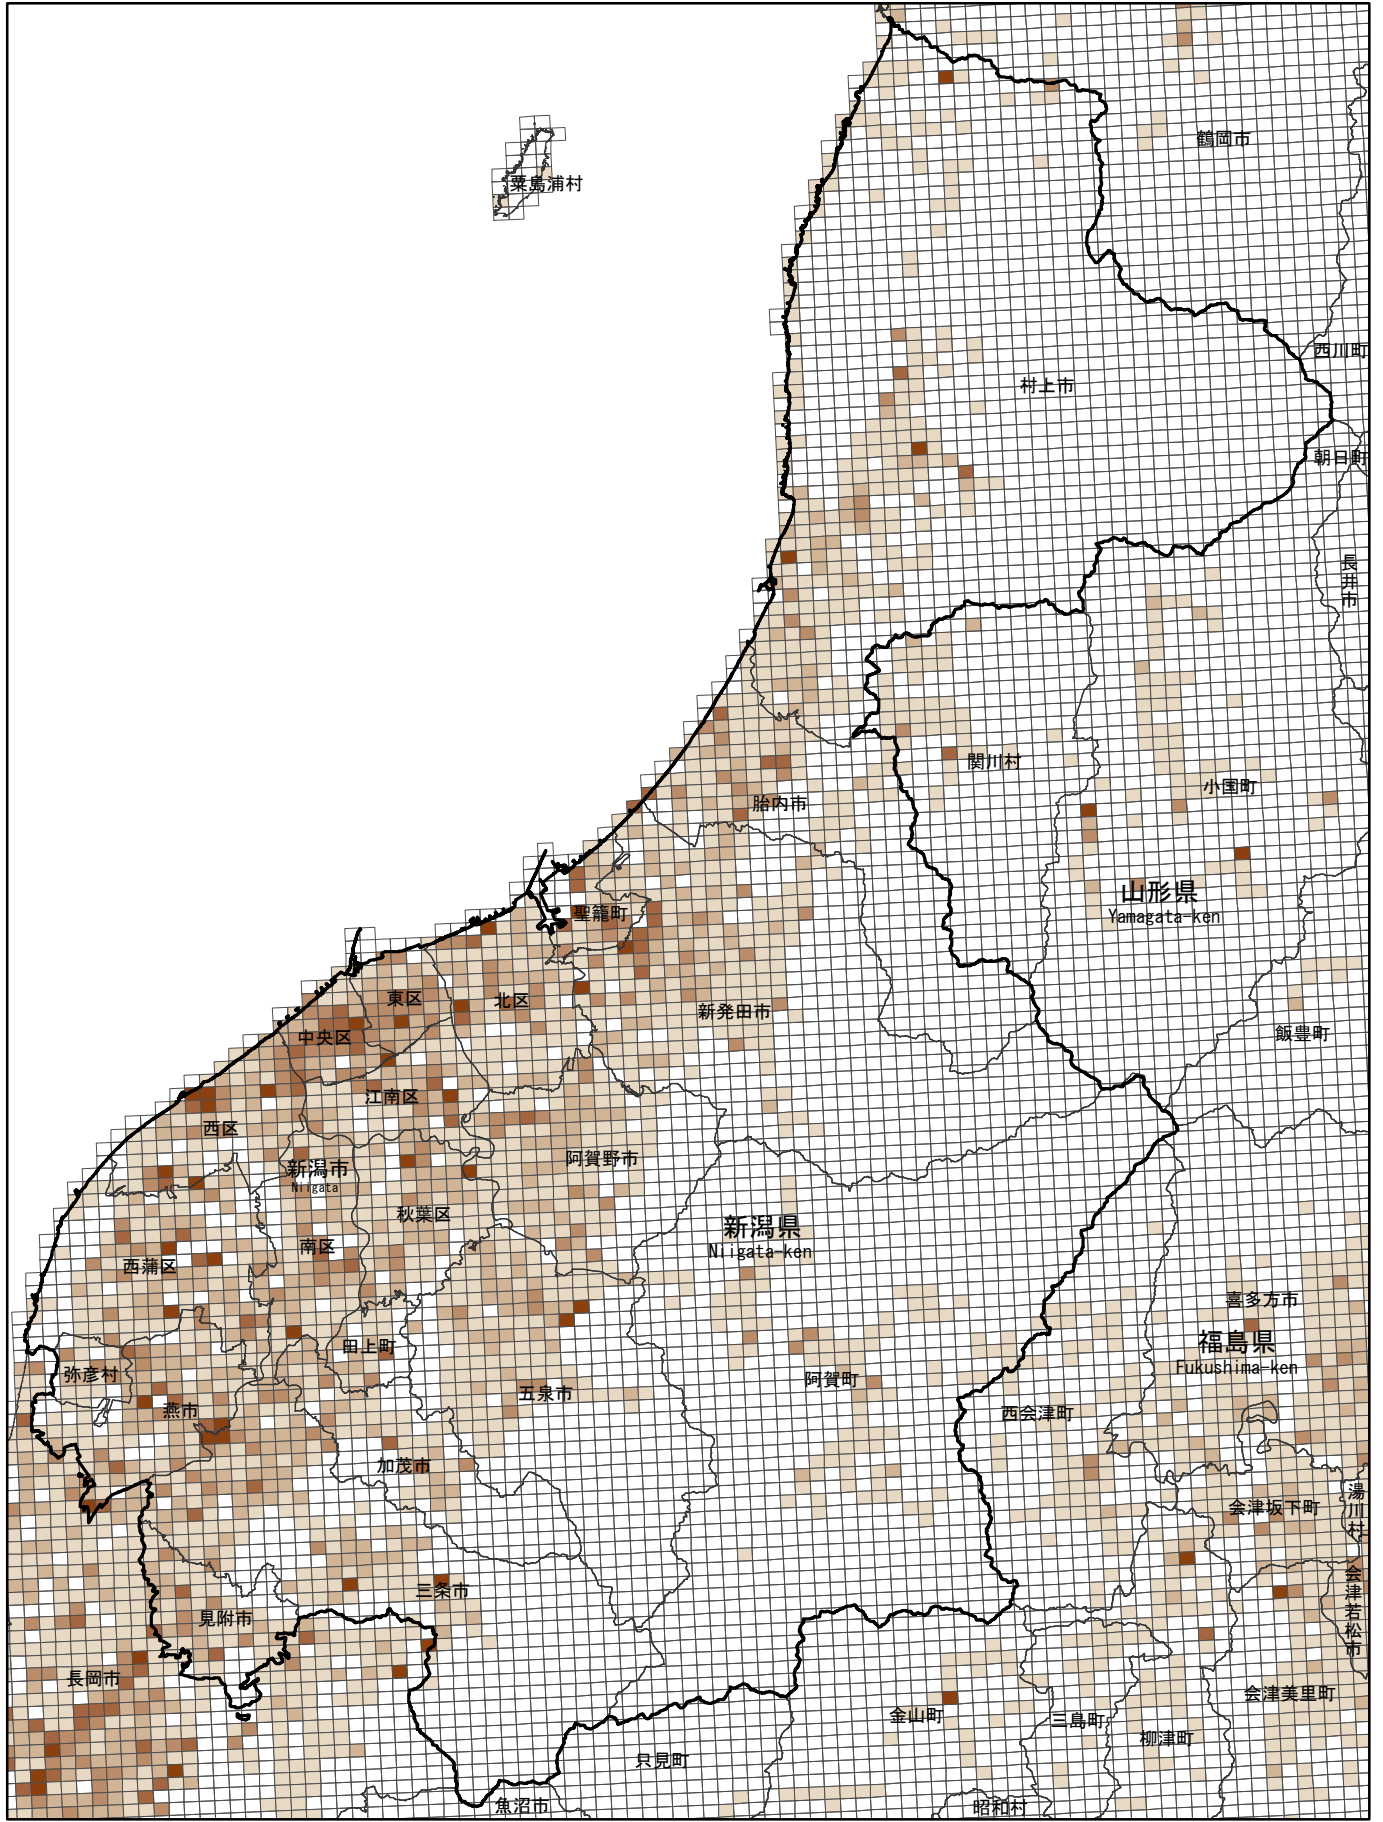 鶴岡市
粟島浦村
西川町
村上市
朝日町
長井市
関川村
小国町
胎内市
山形県
Yamagata-ken
聖籠町
東区
北区
新発田市
中央区
飯豊町
江南区
西区
阿賀野市
新潟市
Niigata
秋葉区
新潟県
Niigata-ken
南区
西蒲区
喜多方市
福島県
Fukushima-ken
田上町
弥彦村
阿賀町
五泉市
燕市
西会津町
加茂市
会津坂下町
湯川村
三条市
会津若松市
見附市
長岡市
会津美里町
金山町
三島町
柳津町
只見町
魚沼市
昭和村